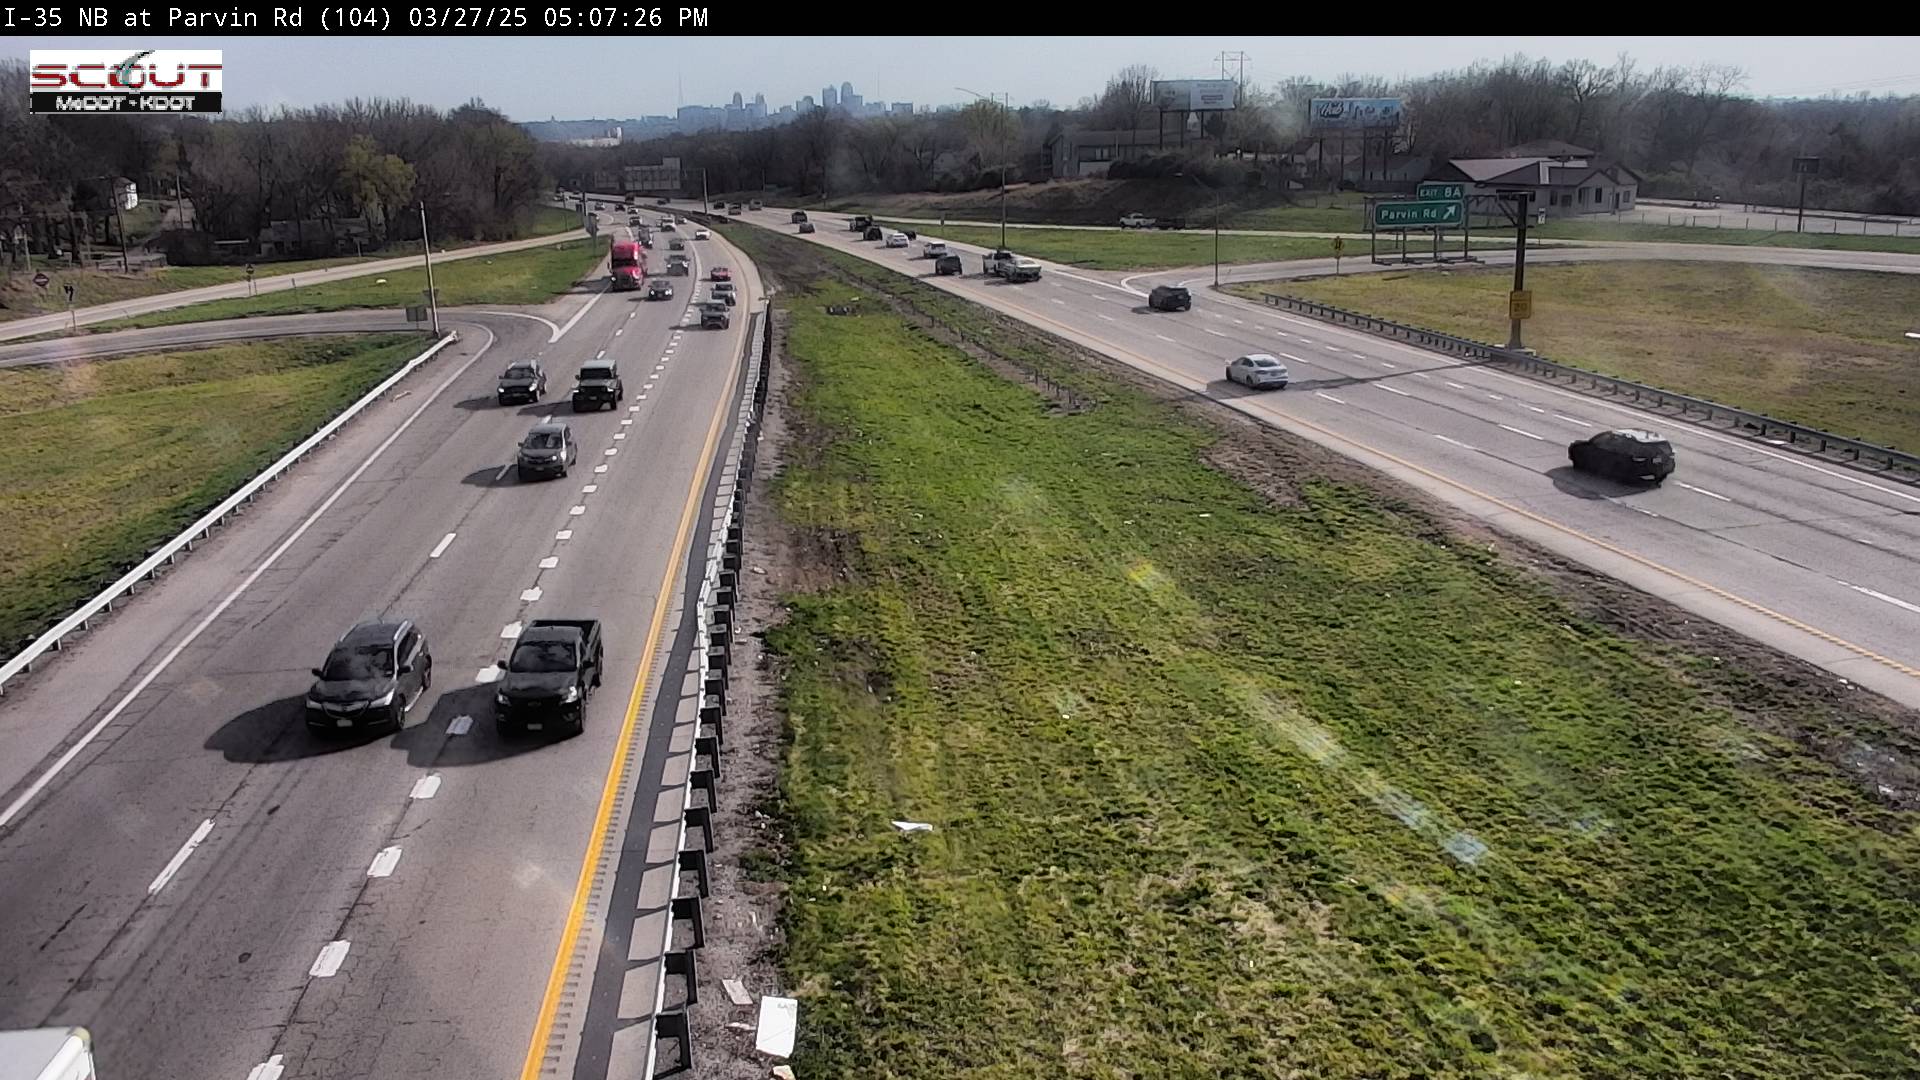 I-35 NB at Parvin Rd (104) 03/27/25 05:07:26 PM
SCOUT
MoDOT - KDOT
EXIT 8A
Parvin Rd